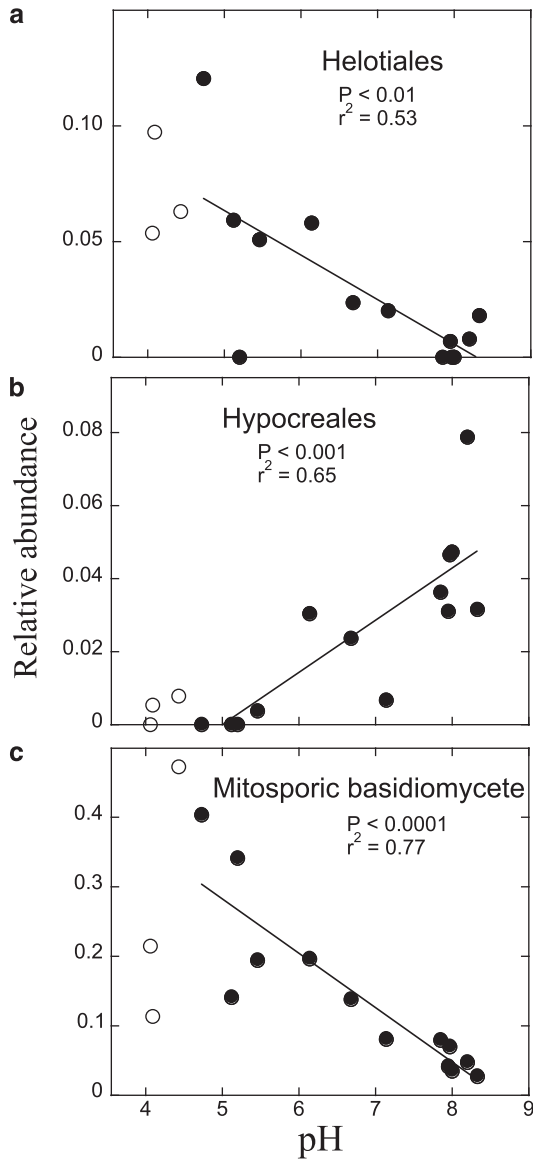 a
Helotiales
P < 0.01
r2 = 0.53
0.10
0.05
0
b
Hypocreales
P < 0.001
r2 = 0.65
0.08
0.06
0.04
0.02
0
Relative abundance
c
Mitosporic basidiomycete
P < 0.0001
r2 = 0.77
0.4
0.3
0.2
0.1
0
4 5 6 7 8 9
pH